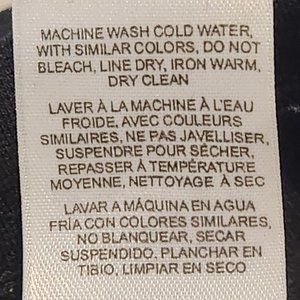 MACHINE WASH COLD WATER,
WITH SIMILAR COLORS, DO NOT
BLEACH, LINE DRY, IRON WARM,
DRY CLEAN
LAVER À LA MACHINE À L'EAU
FROIDE, AVEC COULEURS
SIMILAIRES, NE PAS JAVELLISER,
SUSPENDRE POUR SÉCHER,
REPASSER À TEMPÉRATURE
MOYENNE, NETTOYAGE À SEC
LAVAR A MÁQUINA EN AGUA
FRÍA CON COLORES SIMILARES,
NO BLANQUEAR, SECAR
SUSPENDIDO. PLANCHAR EN
TIBIO, LIMPIAR EN SECO